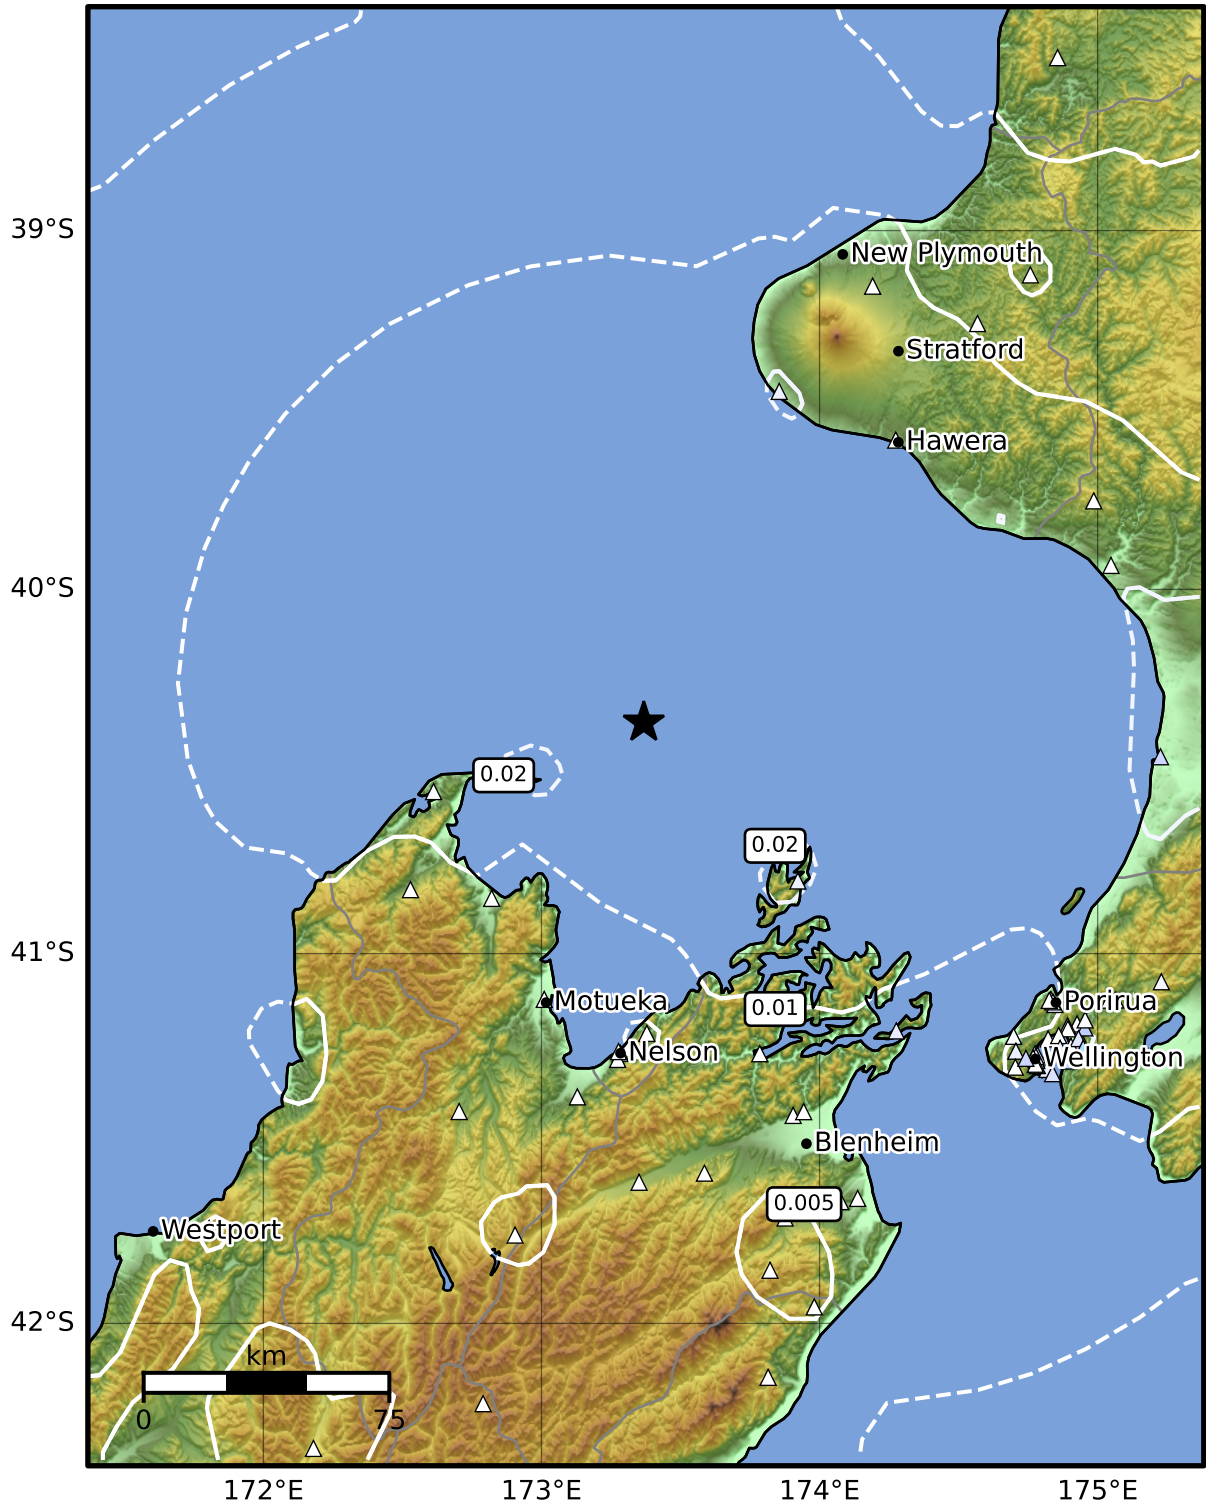 39°S
New Plymouth
Stratford
Hawera
40°S
0.02
0.02
41°S
Motueka
0.01
Porirua
Nelson
Wellington
Blenheim
0.005
Westport
42°S
km
0
75
172°E
173°E
174°E
175°E